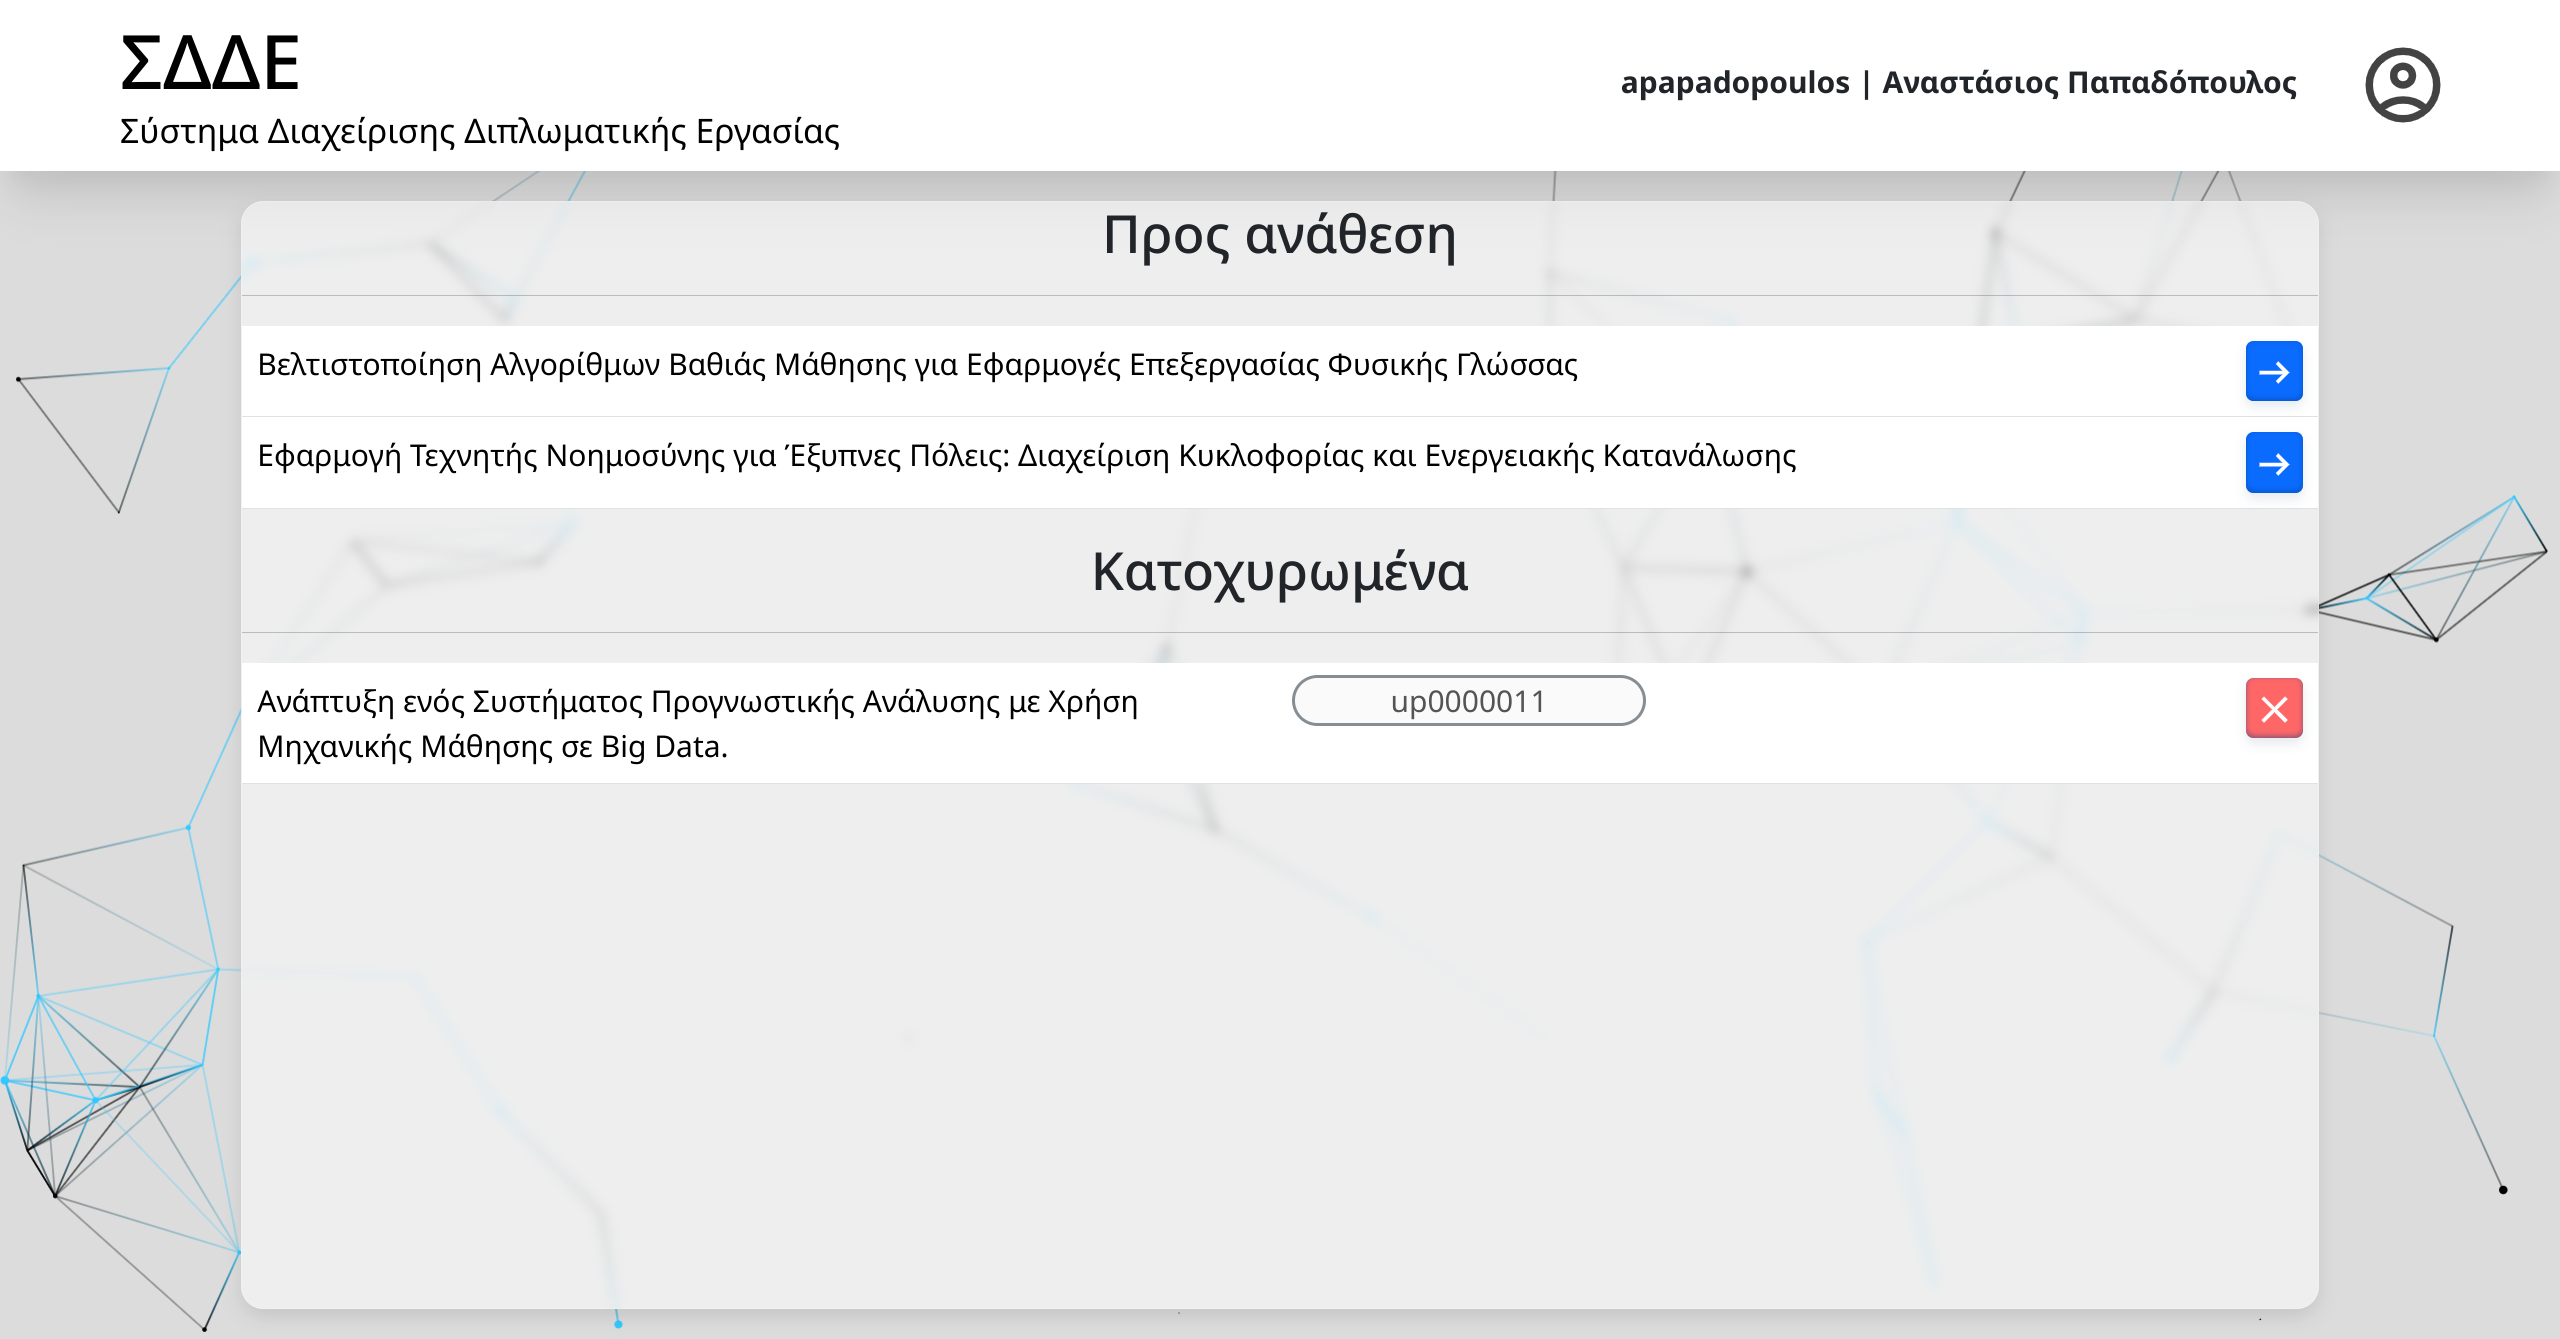 ΣΔΔΕ
Σύστημα Διαχείρισης Διπλωματικής Εργασίας
apapadopoulos | Αναστάσιος Παπαδόπουλος
Προς ανάθεση
Βελτιστοποίηση Αλγορίθμων Βαθιάς Μάθησης για Εφαρμογές Επεξεργασίας Φυσικής Γλώσσας
Εφαρμογή Τεχνητής Νοημοσύνης για Έξυπνες Πόλεις: Διαχείριση Κυκλοφορίας και Ενεργειακής Κατανάλωσης
Κατοχυρωμένα
Ανάπτυξη ενός Συστήματος Προγνωστικής Ανάλυσης με Χρήση
Μηχανικής Μάθησης σε Big Data.
up0000011